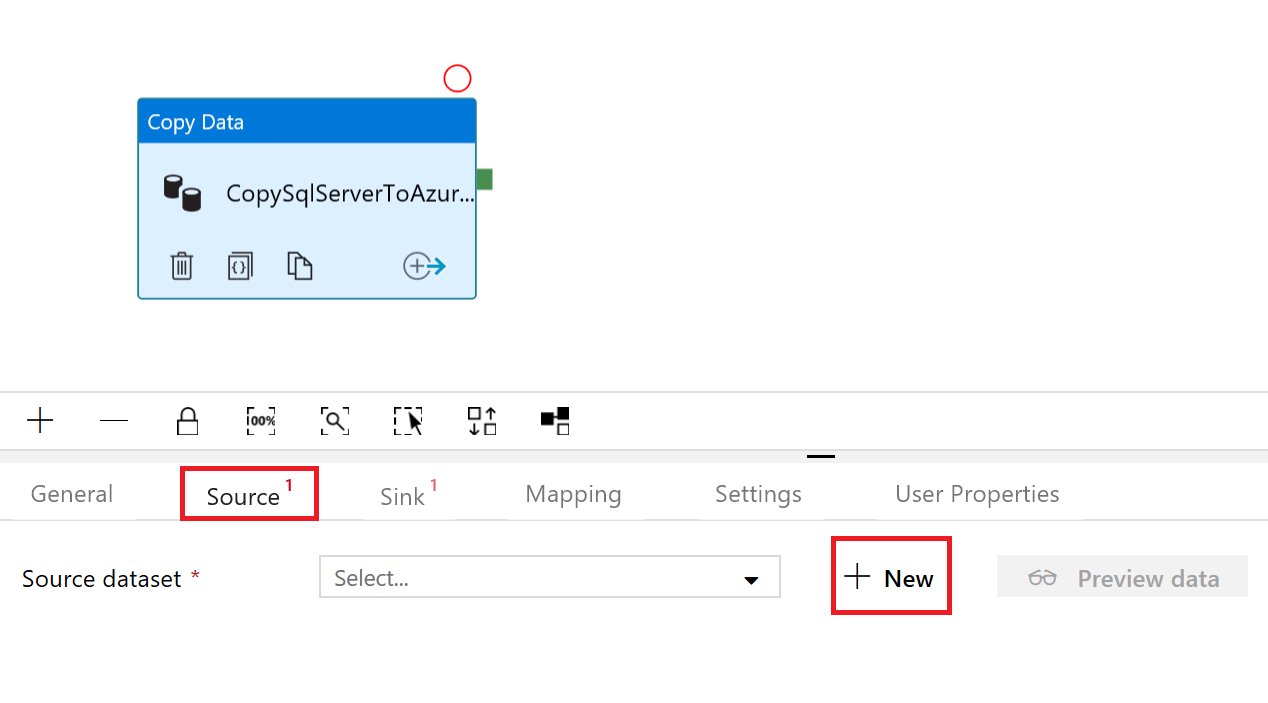 Copy Data
CopySqlServerToAzur...
{}
100%
General Source 1 Sink 1 Mapping Settings User Properties
Source dataset * Select... New Preview data